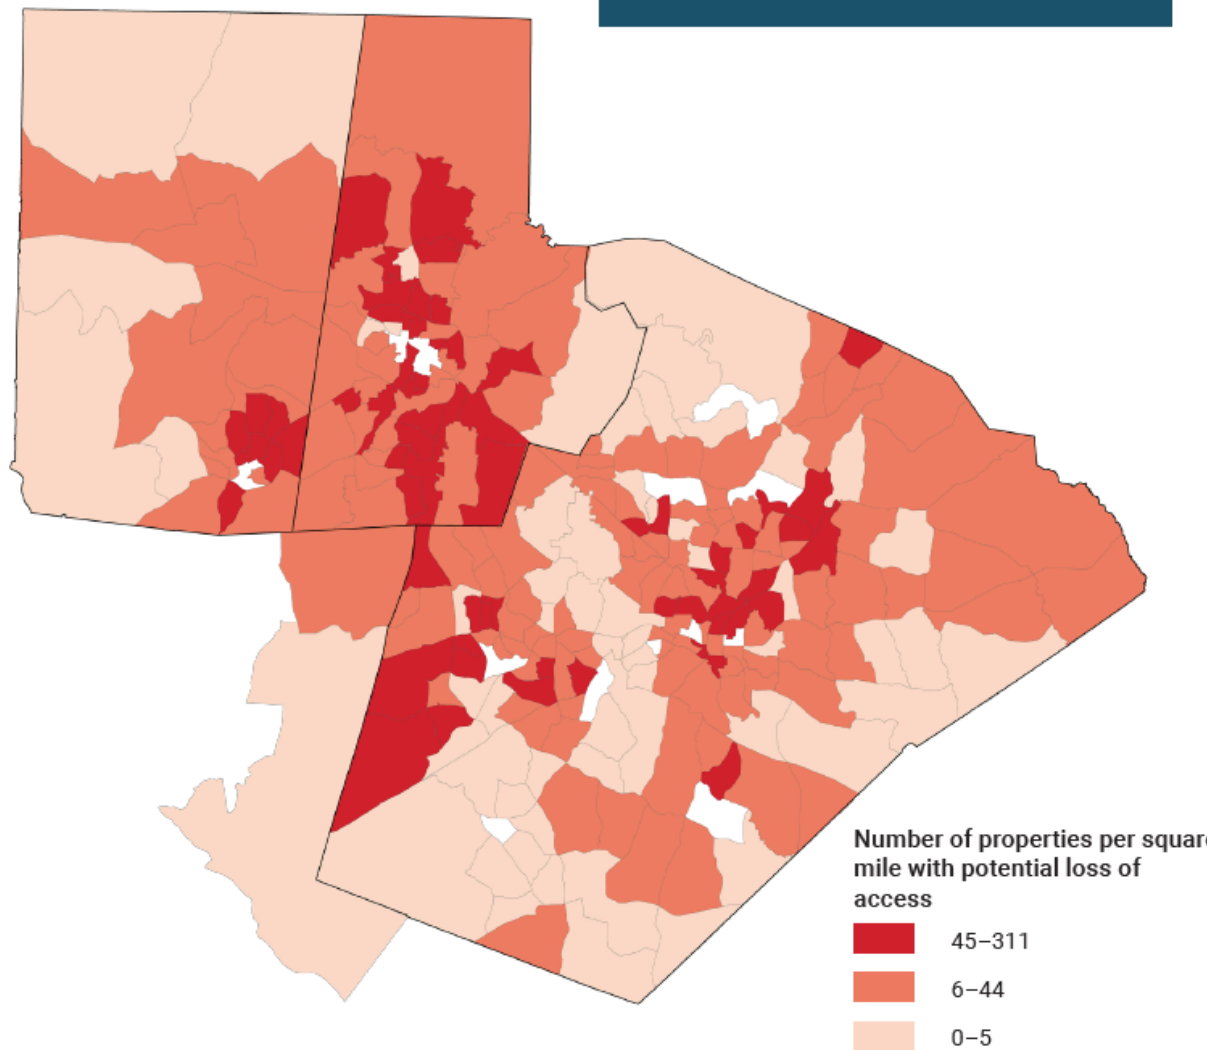 Number of properties per square
mile with potential loss of
access
45–311
6–44
0–5